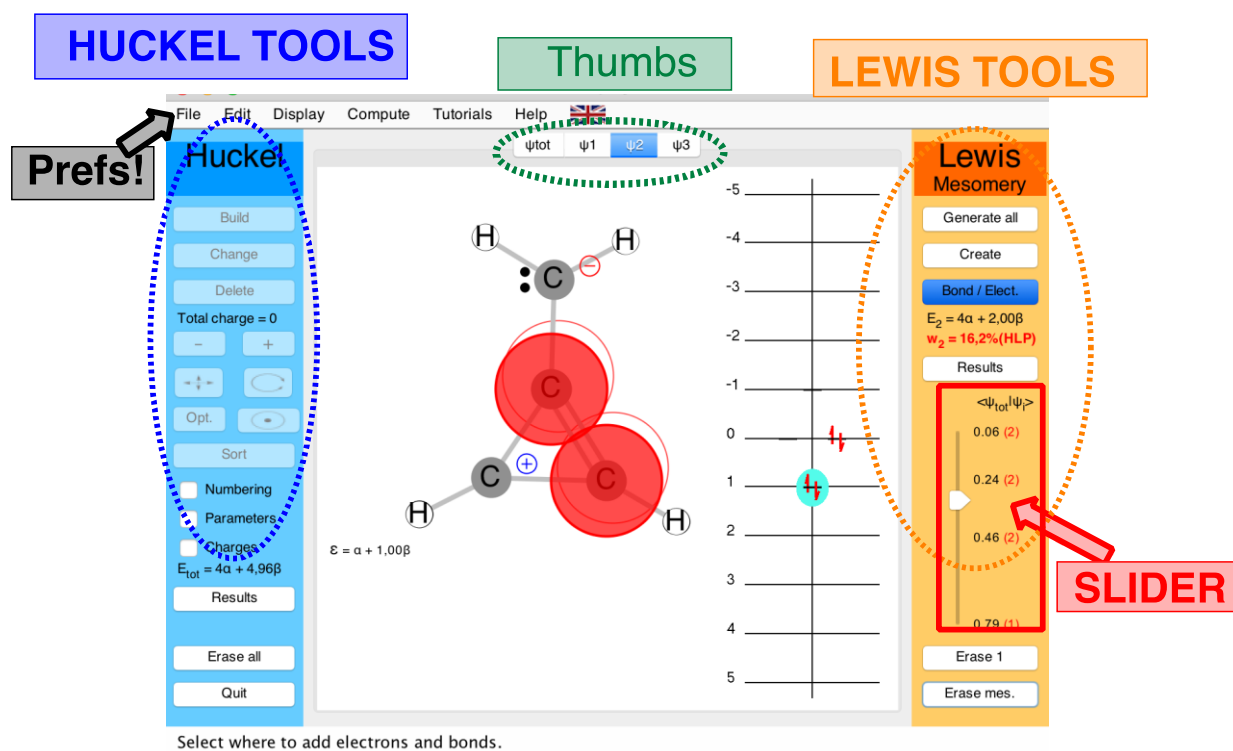 HUCKEL TOOLS
Thumbs
LEWIS TOOLS
Prefs!
File Edit Display Compute Tutorials Help
Huckel
Build
Change
Delete
Total charge = 0
- +
Opt.
Sort
Numbering
Parameters
Charges
E_tot = 4α + 4,96β
Results
Erase all
Quit
ψtot ψ1 ψ2 ψ3
H H
C −
C
C + C
H H
ε = α + 1,00β
-5
-4
-3
-2
-1
0
1
2
3
4
5
Lewis
Mesomery
Generate all
Create
Bond / Elect.
E₂ = 4α + 2,00β
w₂ = 16,2%(HLP)
Results
<ψ_tot|ψ_i>
0.06 (2)
0.24 (2)
0.46 (2)
0.79 (1)
SLIDER
Erase 1
Erase mes.
Select where to add electrons and bonds.